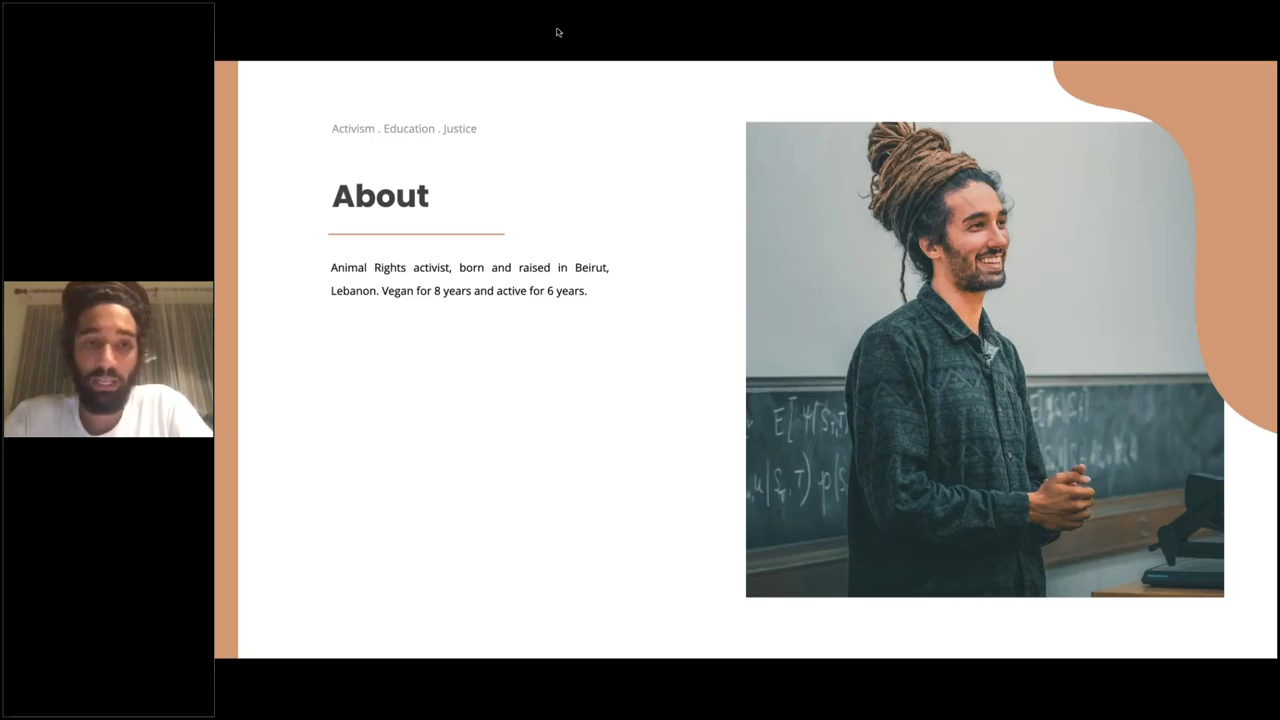 Activism . Education . Justice
About
Animal Rights activist, born and raised in Beirut,
Lebanon. Vegan for 8 years and active for 6 years.